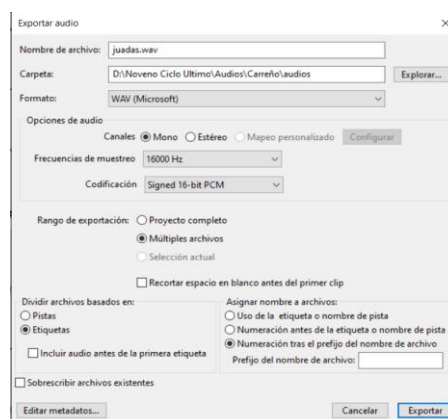 Exportar audio
Nombre de archivo: juadas.wav
Carpeta: D:\Noveno Ciclo Ultimo\Audios\Carreño\audios Explorar...
Formato: WAV (Microsoft)
Opciones de audio
Canales Mono Estéreo Mapeo personalizado Configurar
Frecuencias de muestreo 16000 Hz
Codificación Signed 16-bit PCM
Rango de exportación: Proyecto completo
Múltiples archivos
Selección actual
Recortar espacio en blanco antes del primer clip
Dividir archivos basados en:
Pistas
Etiquetas
Incluir audio antes de la primera etiqueta
Asignar nombre a archivos:
Uso de la etiqueta o nombre de pista
Numeración antes de la etiqueta o nombre de pista
Numeración tras el prefijo del nombre de archivo
Prefijo del nombre de archivo:
Sobrescribir archivos existentes
Editar metadatos... Cancelar Exportar